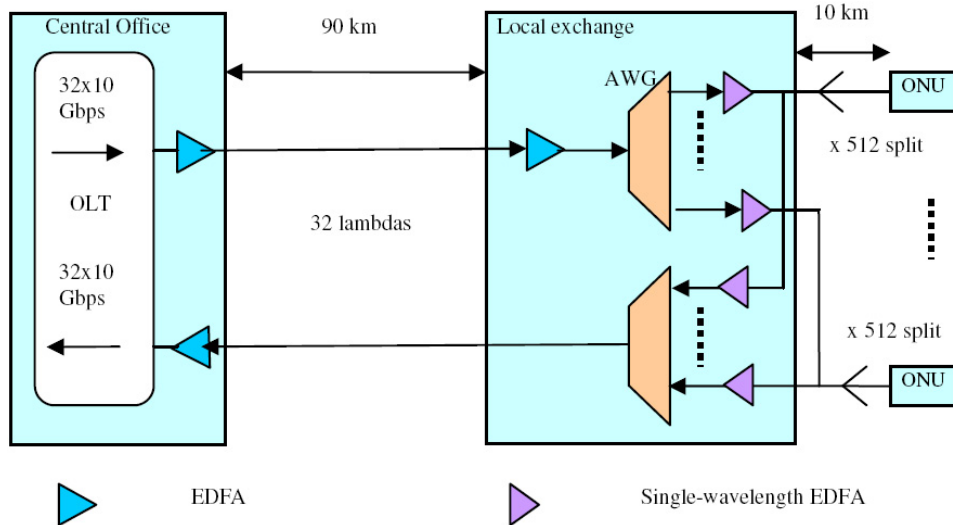 Central Office
90 km
Local exchange
10 km
32x10
Gbps
AWG
ONU
x 512 split
OLT
32 lambdas
32x10
Gbps
x 512 split
ONU
EDFA
Single-wavelength EDFA